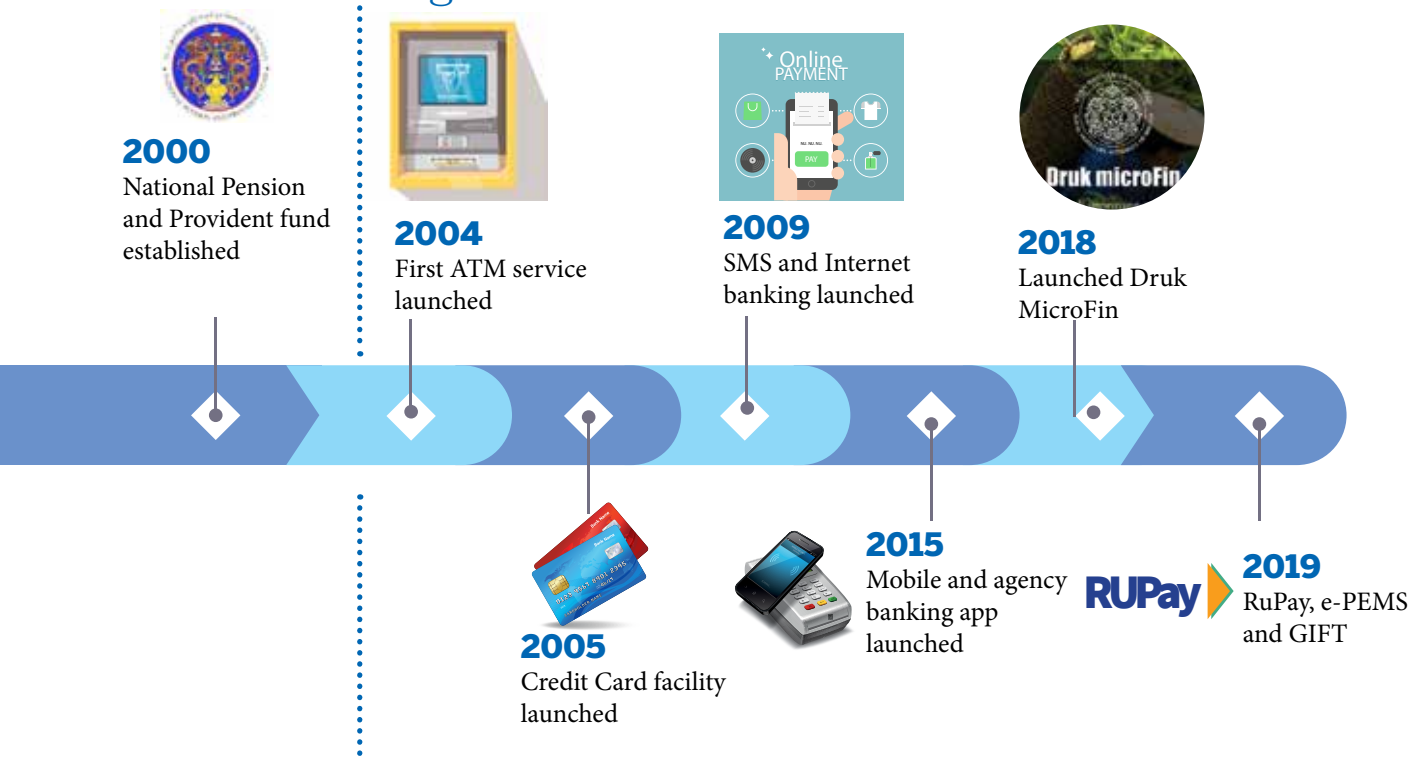 2000
National Pension
and Provident fund
established
2004
First ATM service
launched
Online
PAYMENT
PAY
2009
SMS and Internet
banking launched
Druk microFin
2018
Launched Druk
MicroFin
2005
Credit Card facility
launched
2015
Mobile and agency
banking app
launched
RUPay
2019
RuPay, e-PEMS
and GIFT